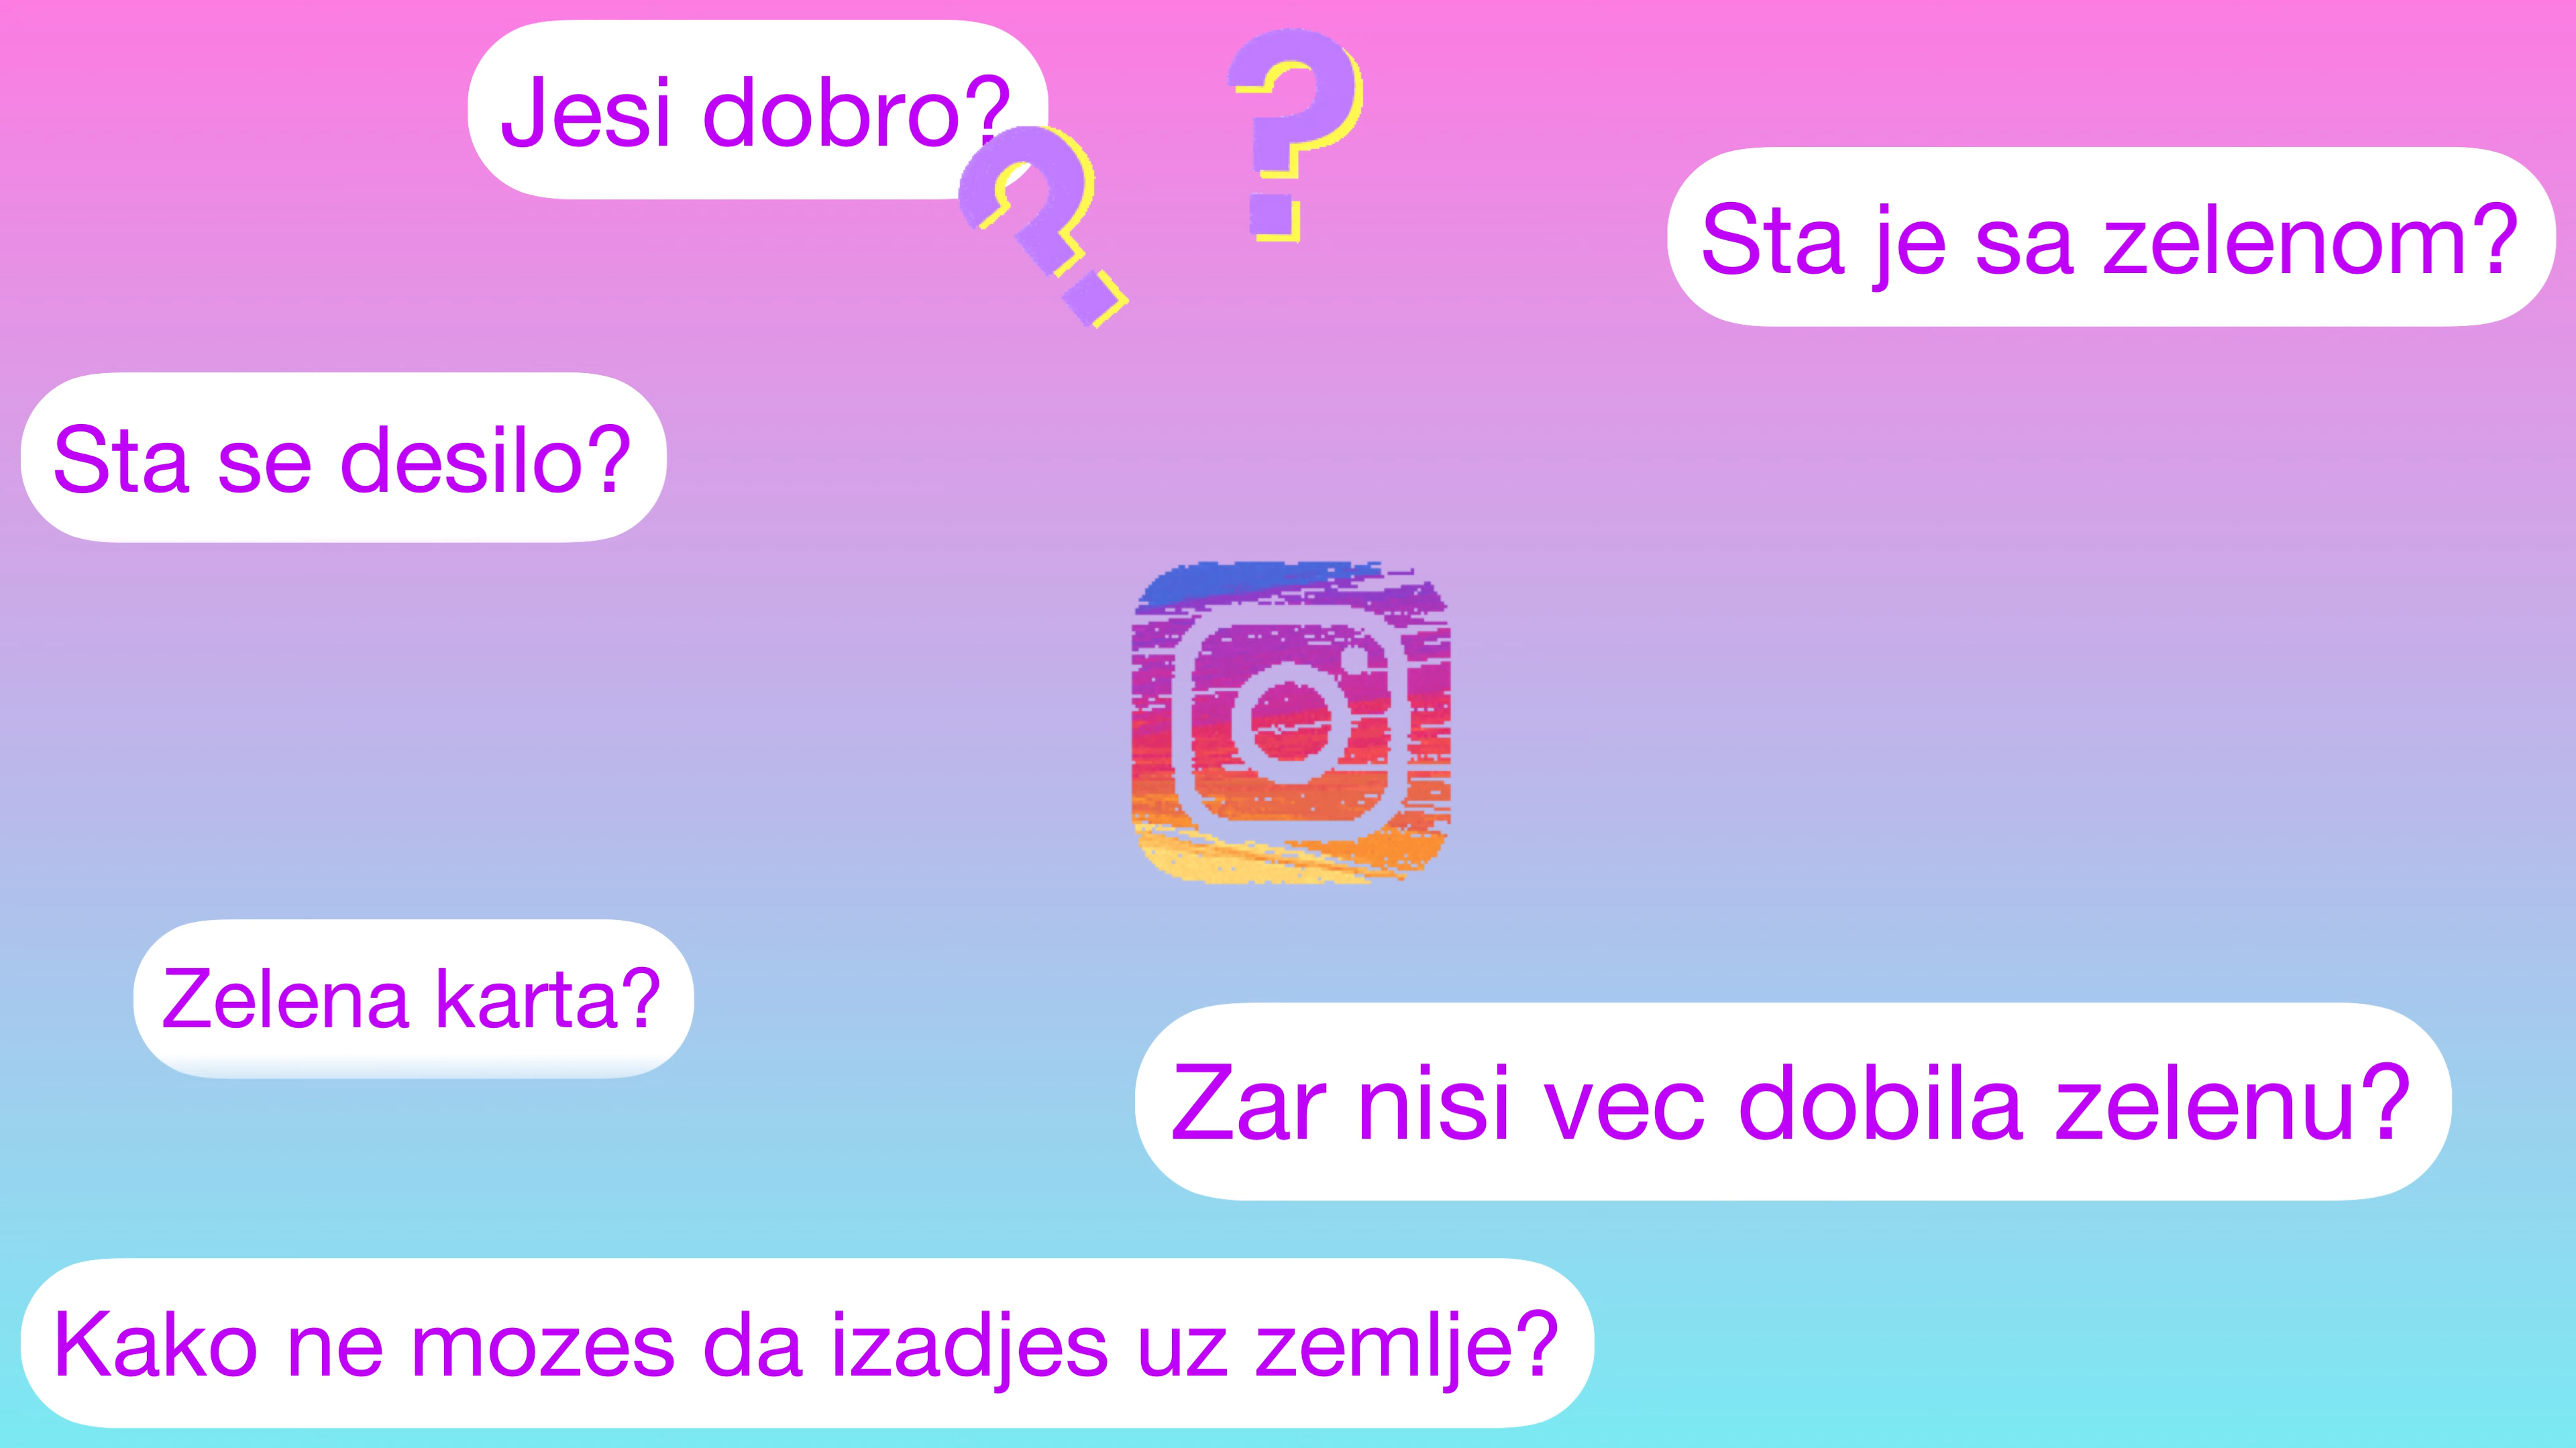 Jesi dobro?
?
?
Sta je sa zelenom?
Sta se desilo?
Zelena karta?
Zar nisi vec dobila zelenu?
Kako ne mozes da izadjes uz zemlje?